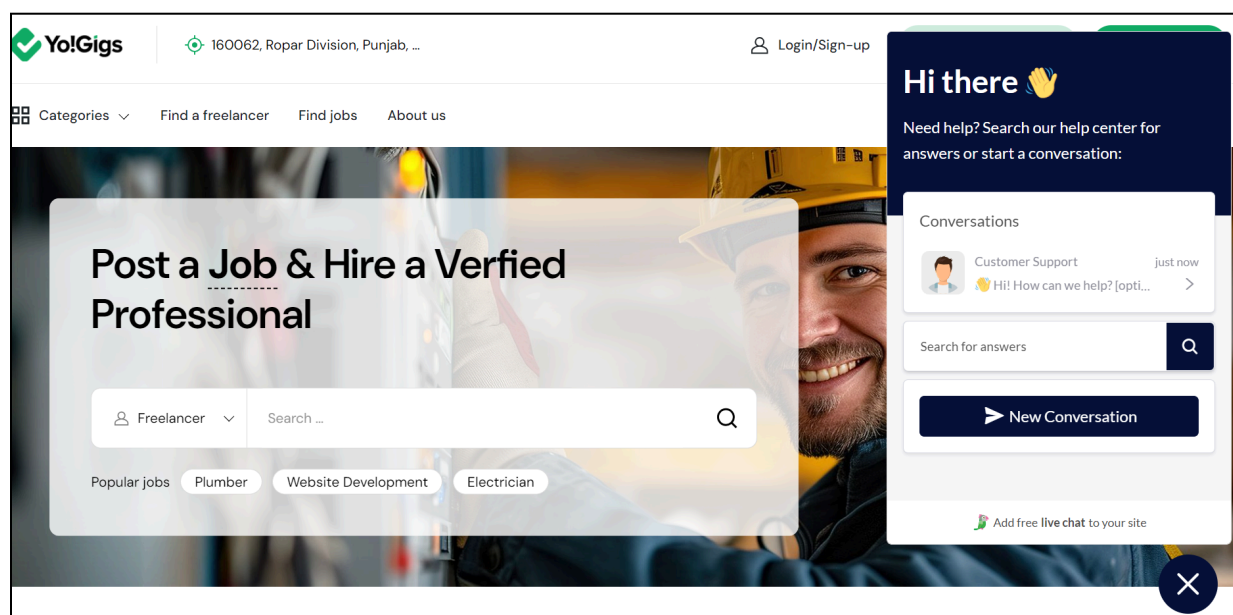 Yo!Gigs
160062, Ropar Division, Punjab, ...
Login/Sign-up
Categories
Find a freelancer
Find jobs
About us
Post a Job & Hire a Verfied
Professional
Freelancer
Search ...
Popular jobs
Plumber
Website Development
Electrician
Hi there 👋
Need help? Search our help center for
answers or start a conversation:
Conversations
Customer Support
just now
👋 Hi! How can we help? [opti...
Search for answers
New Conversation
Add free live chat to your site